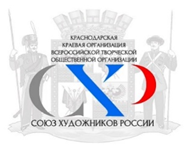 КРАСНОДАРСКАЯ
КРАЕВАЯ ОРГАНИЗАЦИЯ
ВСЕРОССИЙСКОЙ ТВОРЧЕСКОЙ
ОБЩЕСТВЕННОЙ ОРГАНИЗАЦИИ
СХР
СОЮЗ ХУДОЖНИКОВ РОССИИ